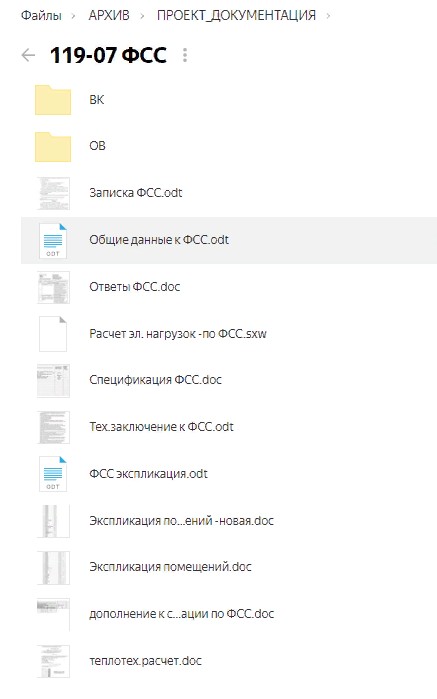 Файлы > АРХИВ > ПРОЕКТ_ДОКУМЕНТАЦИЯ >
119-07 ФСС
ВК
ОВ
Записка ФСС.odt
Общие данные к ФСС.odt
ODT
Ответы ФСС.doc
Расчет эл. нагрузок -по ФСС.sxw
Спецификация ФСС.doc
Тех.заключение к ФСС.odt
ФСС экспликация.odt
ODT
Экспликация по...ений -новая.doc
Экспликация помещений.doc
дополнение к с...ации по ФСС.doc
теплотех.расчет.doc